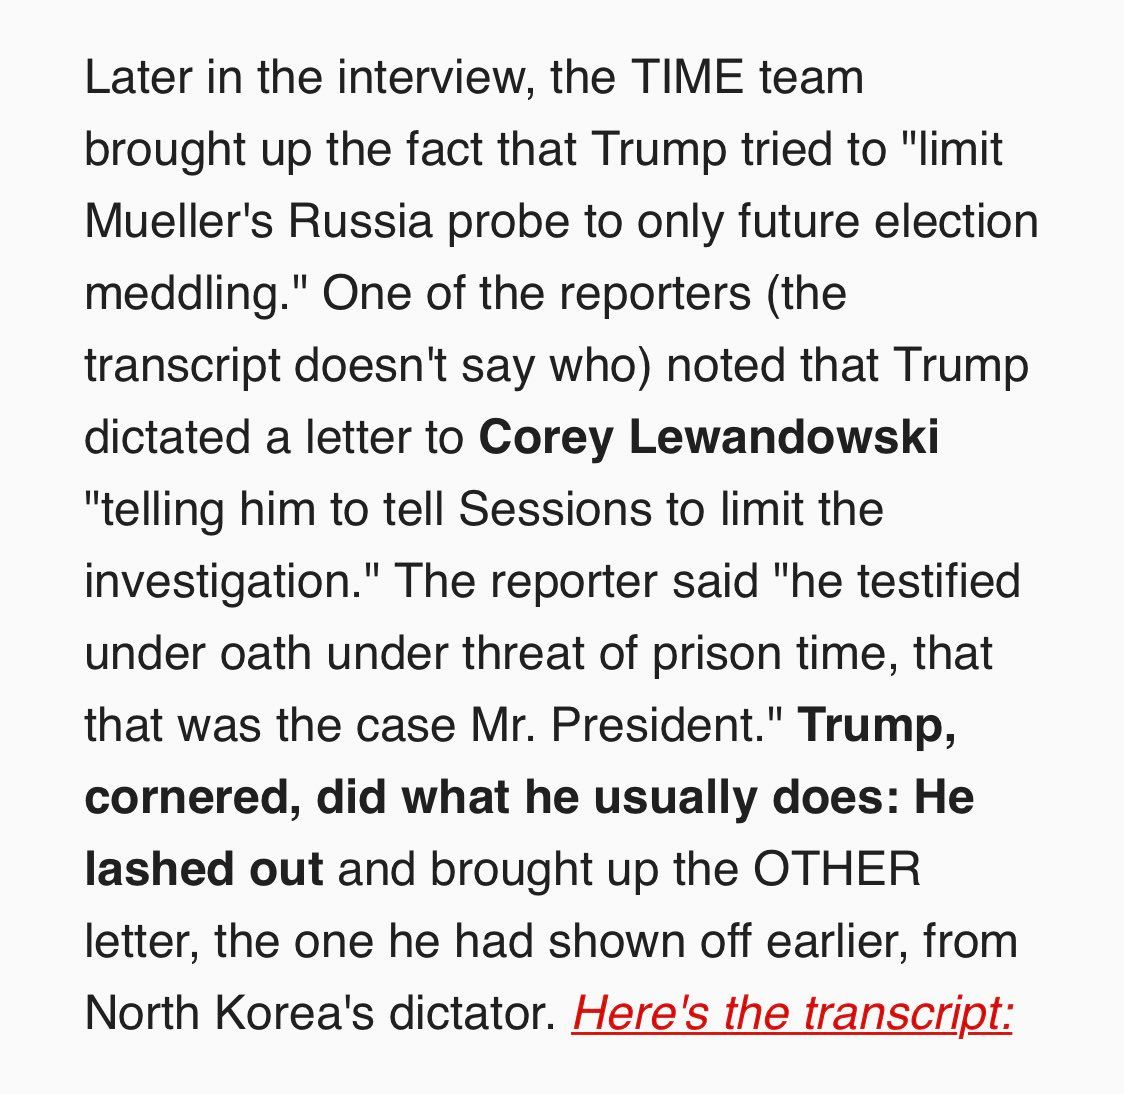 Later in the interview, the TIME team
brought up the fact that Trump tried to "limit
Mueller's Russia probe to only future election
meddling." One of the reporters (the
transcript doesn't say who) noted that Trump
dictated a letter to Corey Lewandowski
"telling him to tell Sessions to limit the
investigation." The reporter said "he testified
under oath under threat of prison time, that
that was the case Mr. President." Trump,
cornered, did what he usually does: He
lashed out and brought up the OTHER
letter, the one he had shown off earlier, from
North Korea's dictator. Here's the transcript: